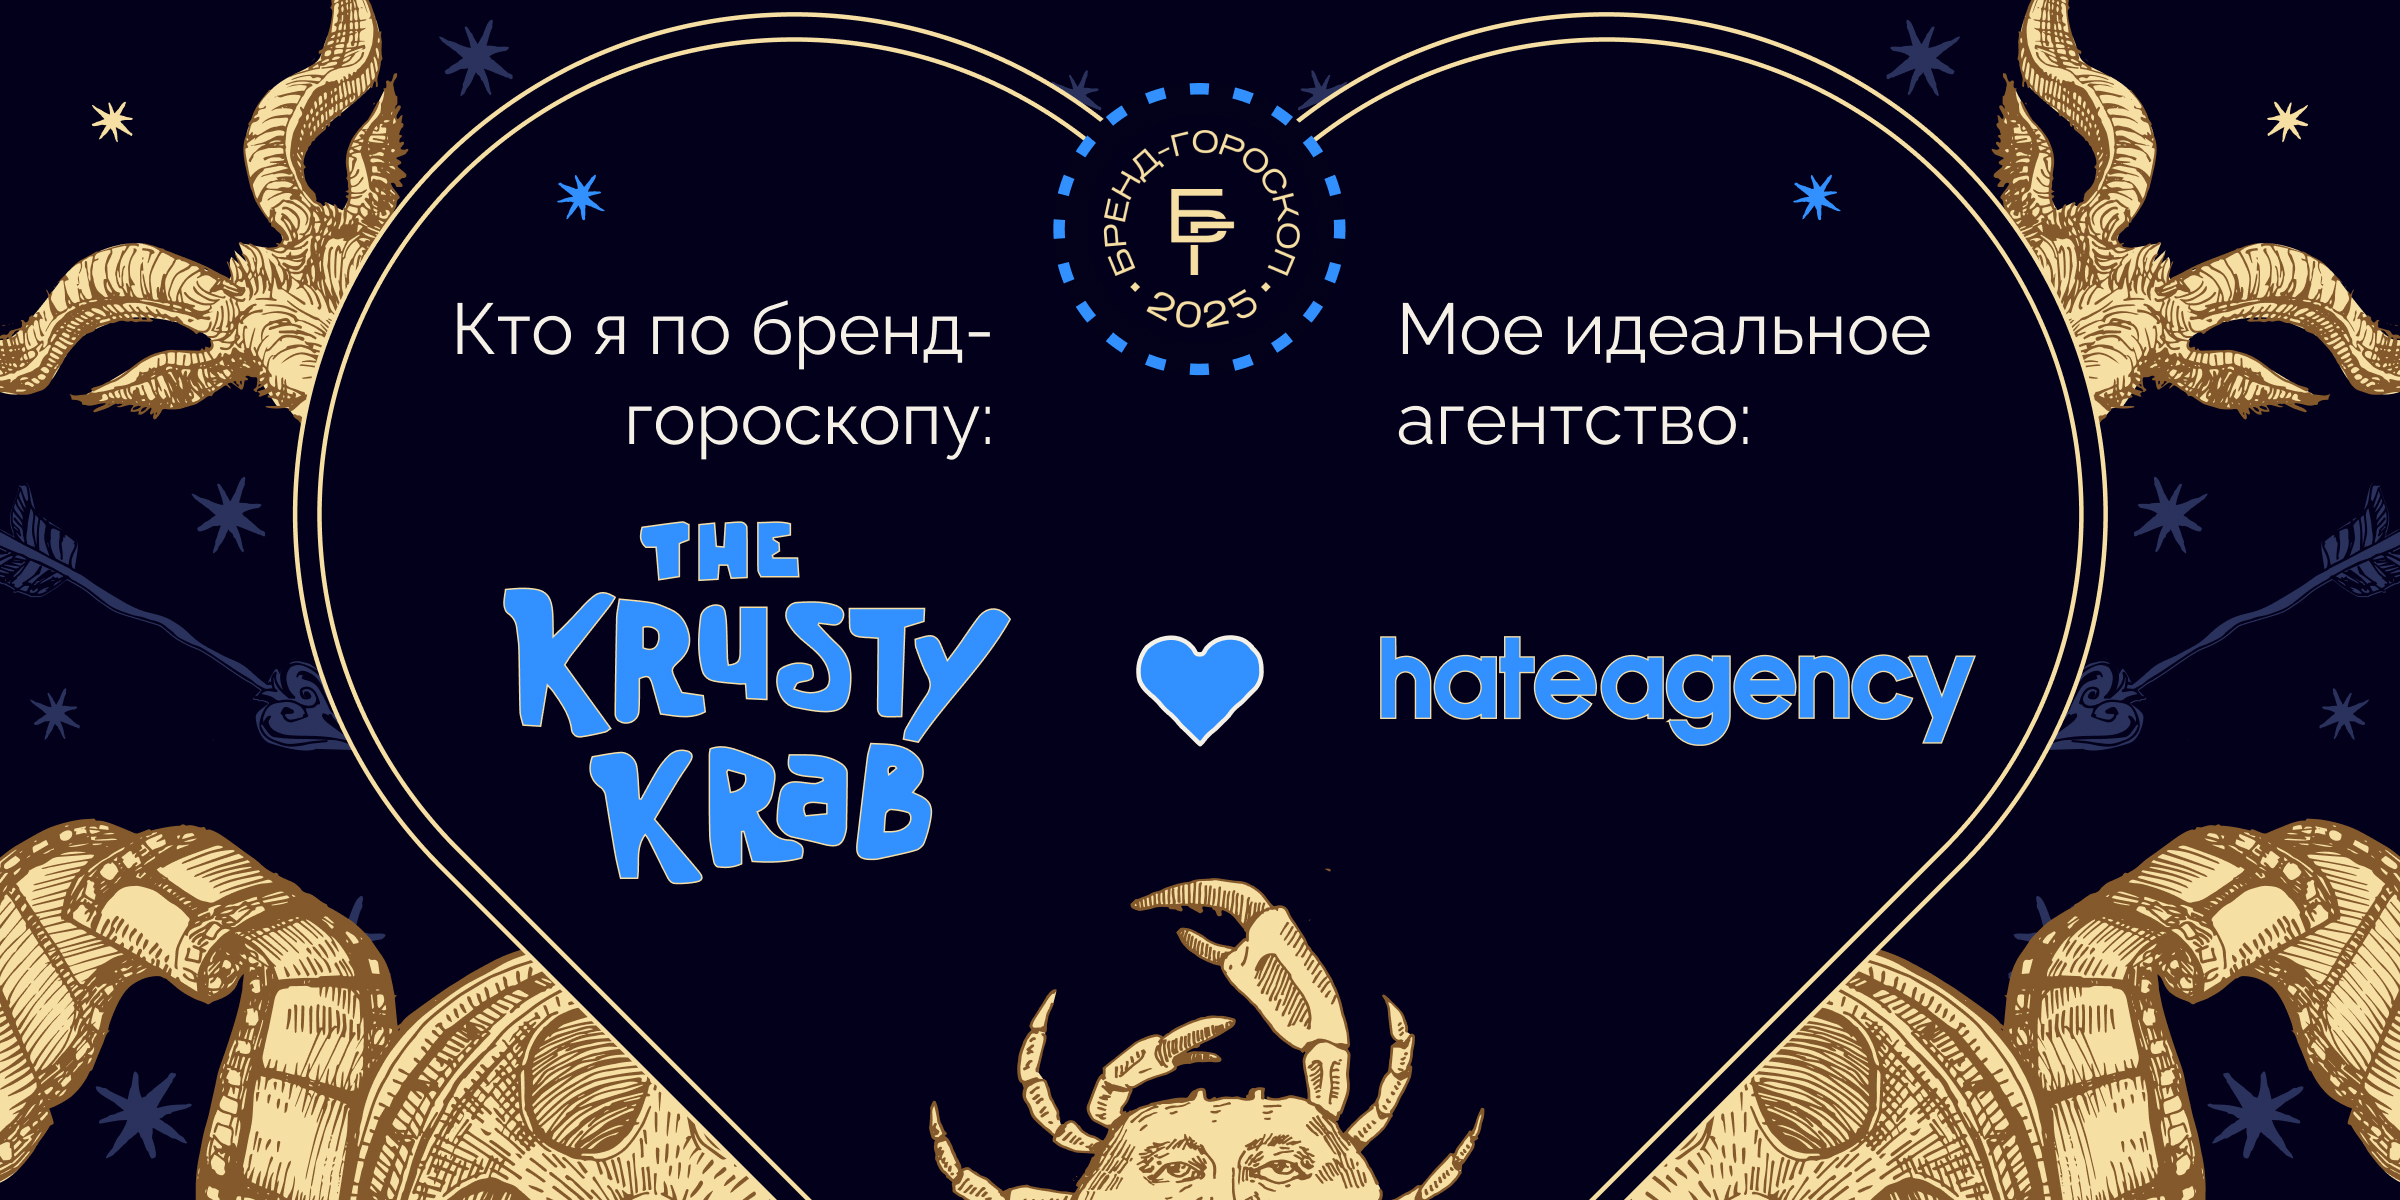 БРЕНД-ГОРОСКОП
БГ
• 2025 •
Кто я по бренд-
гороскопу:
THE
KRUSTY
KRAB
Мое идеальное
агентство:
hateagency